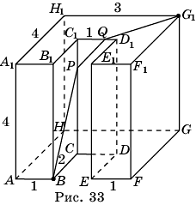 H₁ 3 G₁
4 C₁ 1 Q D₁
A₁ B₁ E₁ F₁
P
4 H G
C D
2
A 1 B E 1 F
Рис. 33